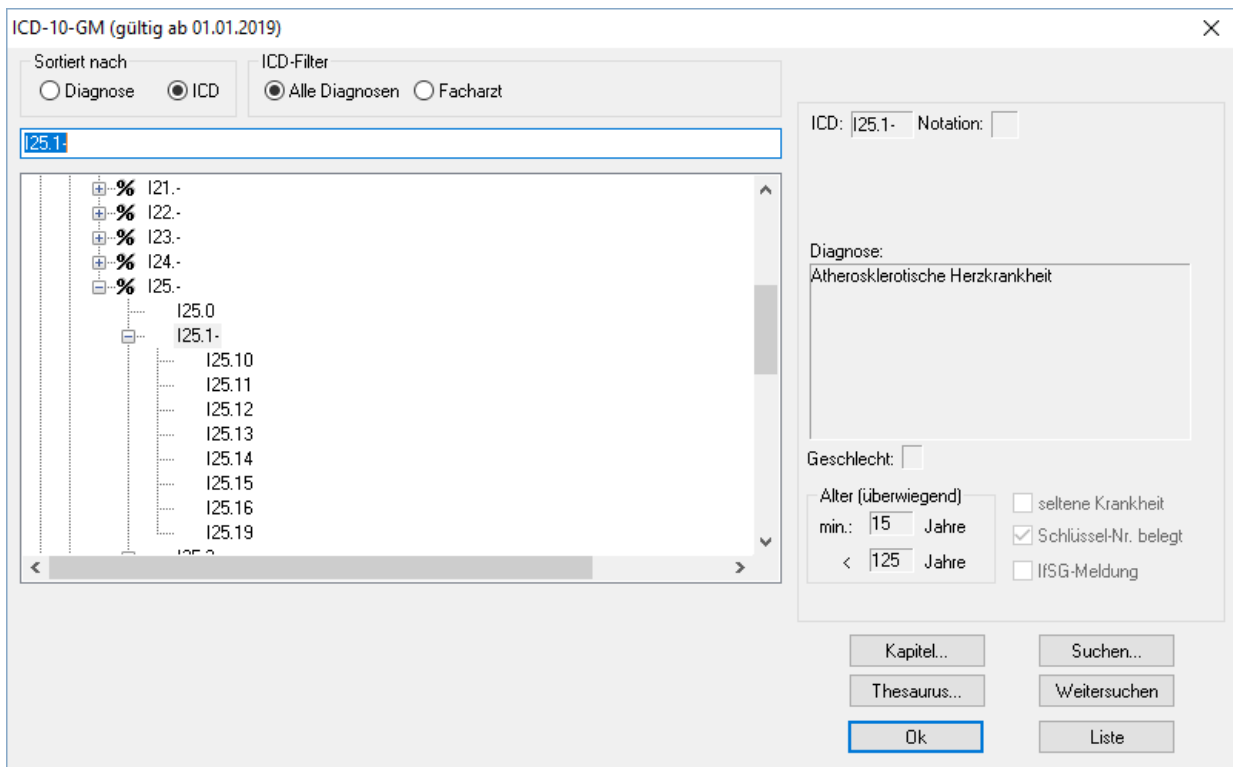 ICD-10-GM (gültig ab 01.01.2019)
Sortiert nach
Diagnose ICD
ICD-Filter
Alle Diagnosen Facharzt
I25.1-
% I21.-
% I22.-
% I23.-
% I24.-
% I25.-
I25.0
I25.1-
I25.10
I25.11
I25.12
I25.13
I25.14
I25.15
I25.16
I25.19
ICD: I25.1- Notation:
Diagnose:
Atherosklerotische Herzkrankheit
Geschlecht:
Alter (überwiegend)
min.: 15 Jahre
< 125 Jahre
seltene Krankheit
Schlüssel-Nr. belegt
IfSG-Meldung
Kapitel... Suchen...
Thesaurus... Weitersuchen
Ok Liste